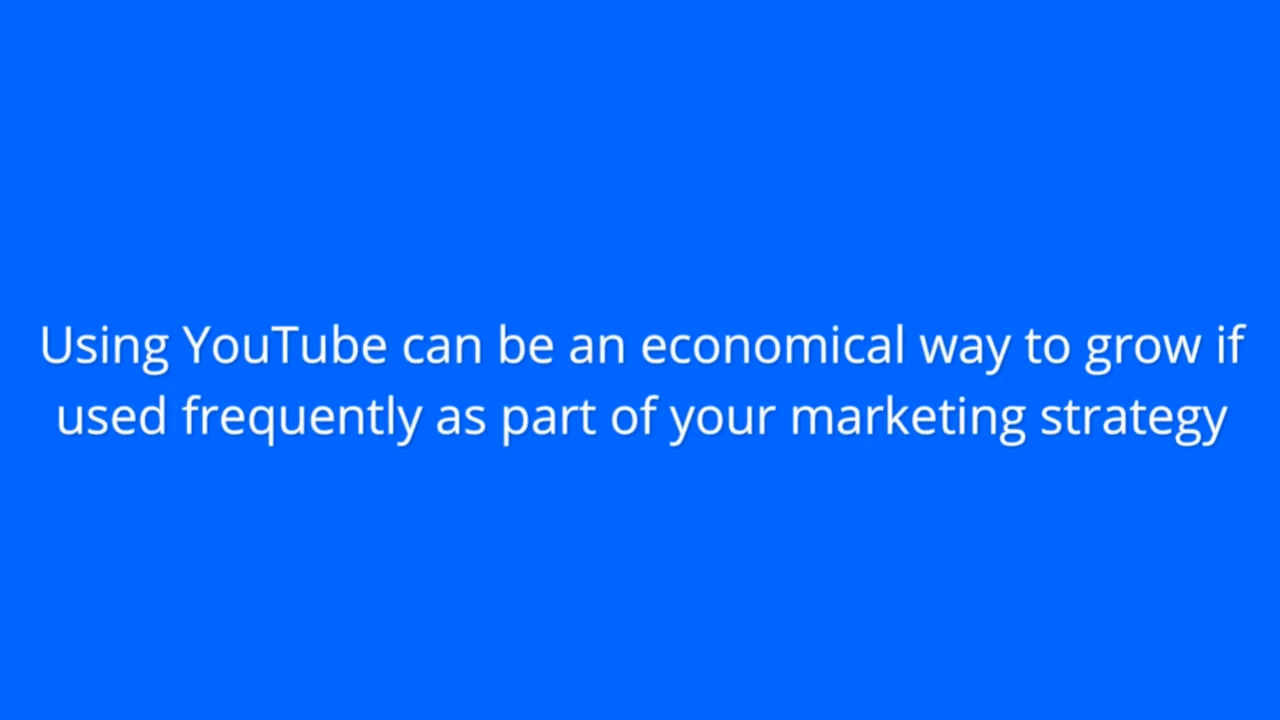 Using YouTube can be an economical way to grow if
used frequently as part of your marketing strategy